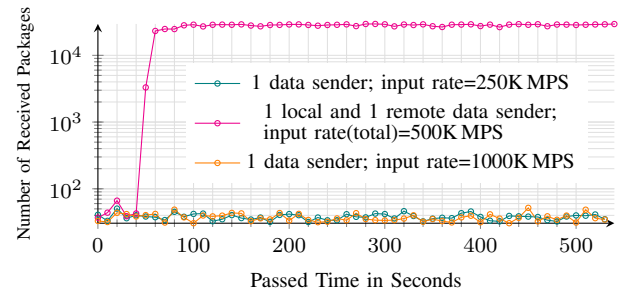 10^4
10^3
10^2
Number of Received Packages
1 data sender; input rate=250K MPS
1 local and 1 remote data sender;
input rate(total)=500K MPS
1 data sender; input rate=1000K MPS
0 100 200 300 400 500
Passed Time in Seconds